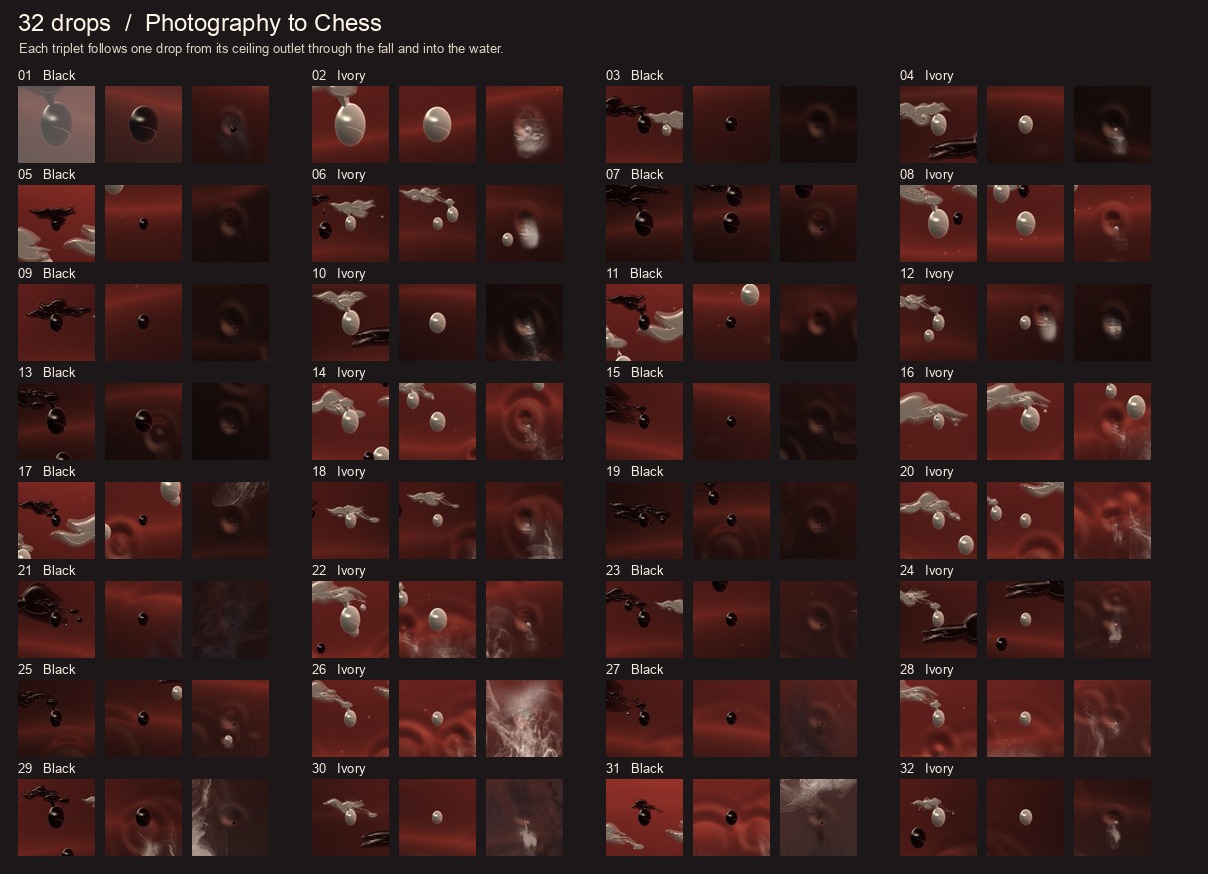 32 drops / Photography to Chess
Each triplet follows one drop from its ceiling outlet through the fall and into the water.
01 Black
02 Ivory
03 Black
04 Ivory
05 Black
06 Ivory
07 Black
08 Ivory
09 Black
10 Ivory
11 Black
12 Ivory
13 Black
14 Ivory
15 Black
16 Ivory
17 Black
18 Ivory
19 Black
20 Ivory
21 Black
22 Ivory
23 Black
24 Ivory
25 Black
26 Ivory
27 Black
28 Ivory
29 Black
30 Ivory
31 Black
32 Ivory